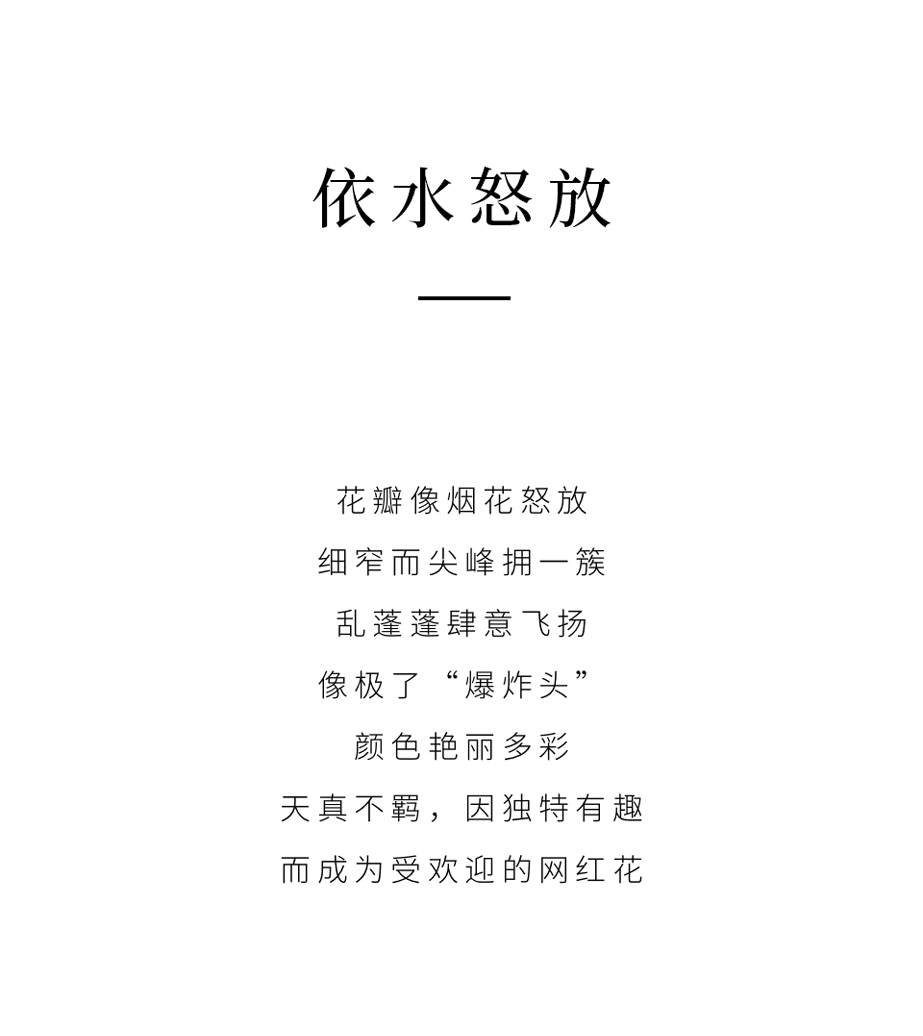 依水怒放
花瓣像烟花怒放
细窄而尖峰拥一簇
乱蓬蓬肆意飞扬
像极了“爆炸头”
颜色艳丽多彩
天真不羁，因独特有趣
而成为受欢迎的网红花